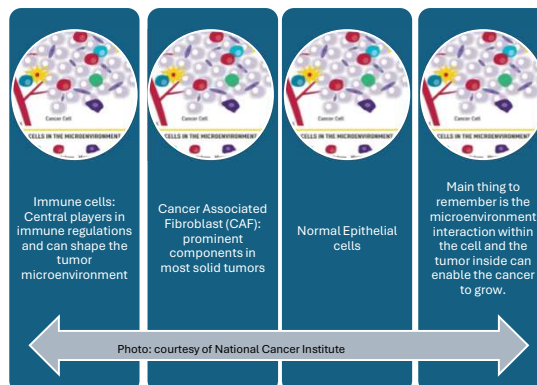 Cancer Cell
CELLS IN THE MICROENVIRONMENT
Cancer Cell
CELLS IN THE MICROENVIRONMENT
Cancer Cell
CELLS IN THE MICROENVIRONMENT
Cancer Cell
CELLS IN THE MICROENVIRONMENT
Immune cells:
Central players in
immune regulations
and can shape the
tumor
microenvironment
Cancer Associated
Fibroblast (CAF):
prominent
components in
most solid tumors
Normal Epithelial
cells
Main thing to
remember is the
microenvironment
interaction within
the cell and the
tumor inside can
enable the cancer
to grow.
Photo: courtesy of National Cancer Institute